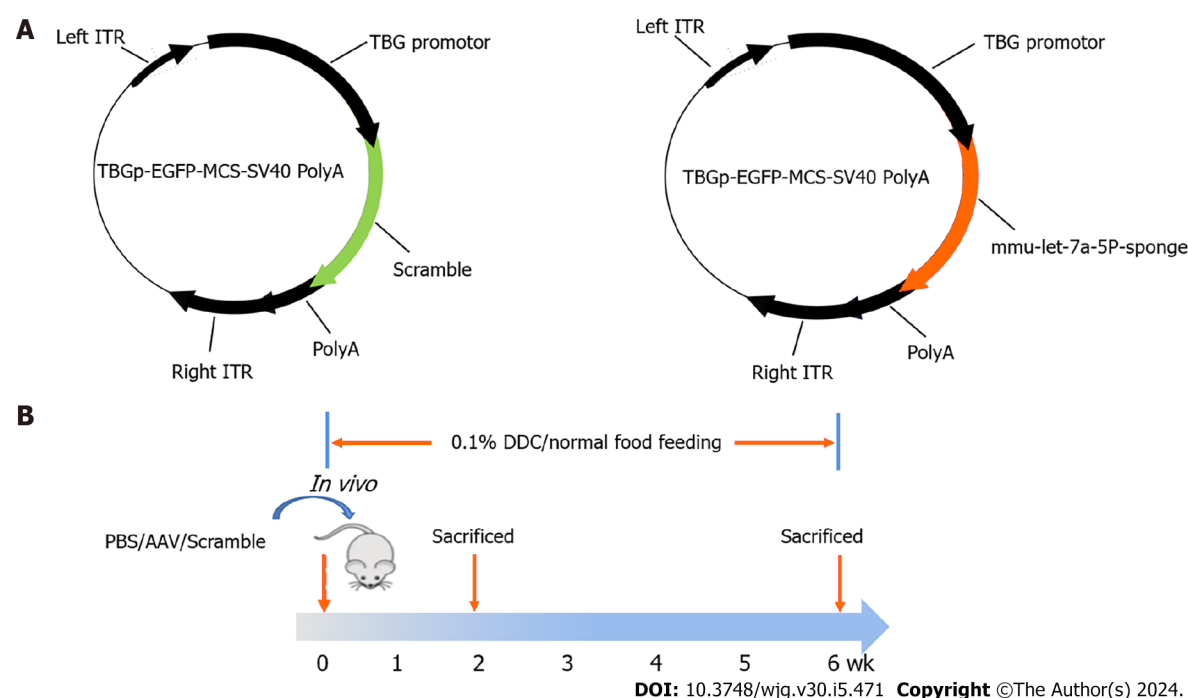 A
Left ITR
TBG promotor
TBGp-EGFP-MCS-SV40 PolyA
Scramble
PolyA
Right ITR
Left ITR
TBG promotor
TBGp-EGFP-MCS-SV40 PolyA
mmu-let-7a-5P-sponge
PolyA
Right ITR
B
0.1% DDC/normal food feeding
In vivo
PBS/AAV/Scramble
Sacrificed
Sacrificed
0 1 2 3 4 5 6 wk
DOI: 10.3748/wjg.v30.i5.471 Copyright ©The Author(s) 2024.